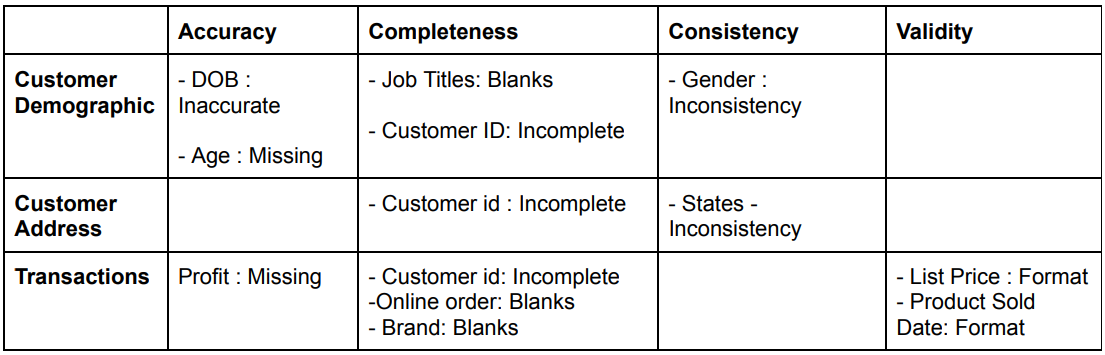 Accuracy Completeness Consistency Validity
Customer Demographic
- DOB :
Inaccurate
- Age : Missing
- Job Titles: Blanks
- Customer ID: Incomplete
- Gender :
Inconsistency
Customer
Address
- Customer id : Incomplete
- States -
Inconsistency
Transactions
Profit : Missing
- Customer id: Incomplete
-Online order: Blanks
- Brand: Blanks
- List Price : Format
- Product Sold
Date: Format